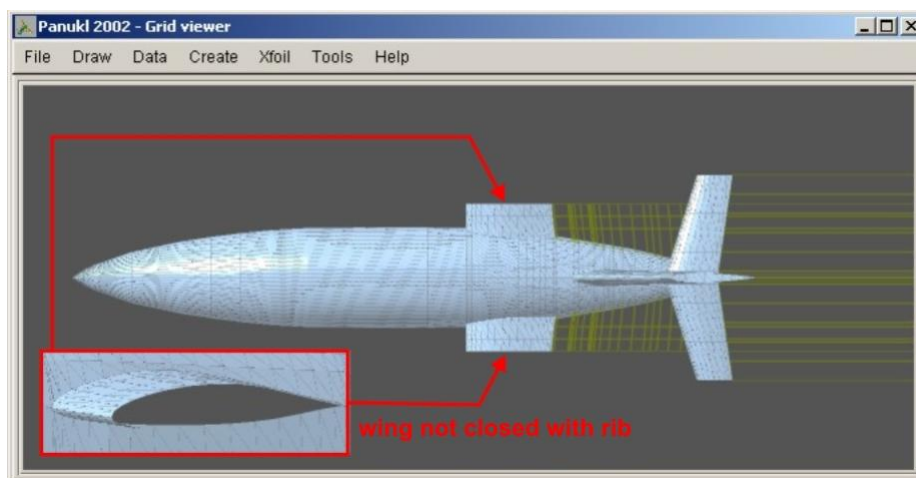 Panukl 2002 - Grid viewer
File Draw Data Create Xfoil Tools Help
wing not closed with rib